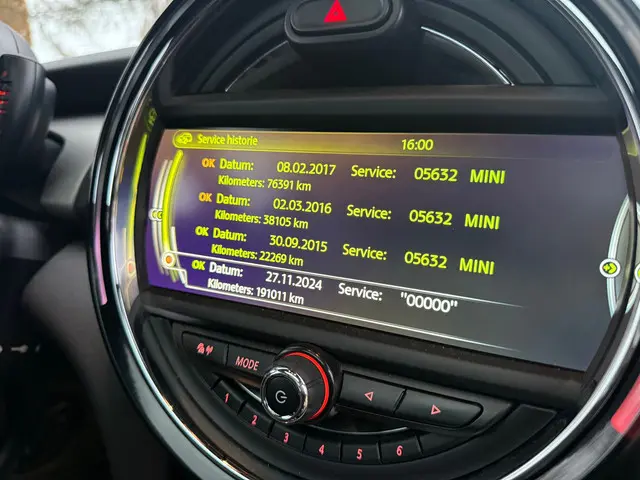 Service historie 16:00
OK Datum: 08.02.2017 Service: 05632 MINI
Kilometers: 76391 km
OK Datum: 02.03.2016 Service: 05632 MINI
Kilometers: 38105 km
OK Datum: 30.09.2015 Service: 05632 MINI
Kilometers: 22269 km
OK Datum: 27.11.2024 Service: "00000"
Kilometers: 191011 km
MODE
1 2 3 4 5 6